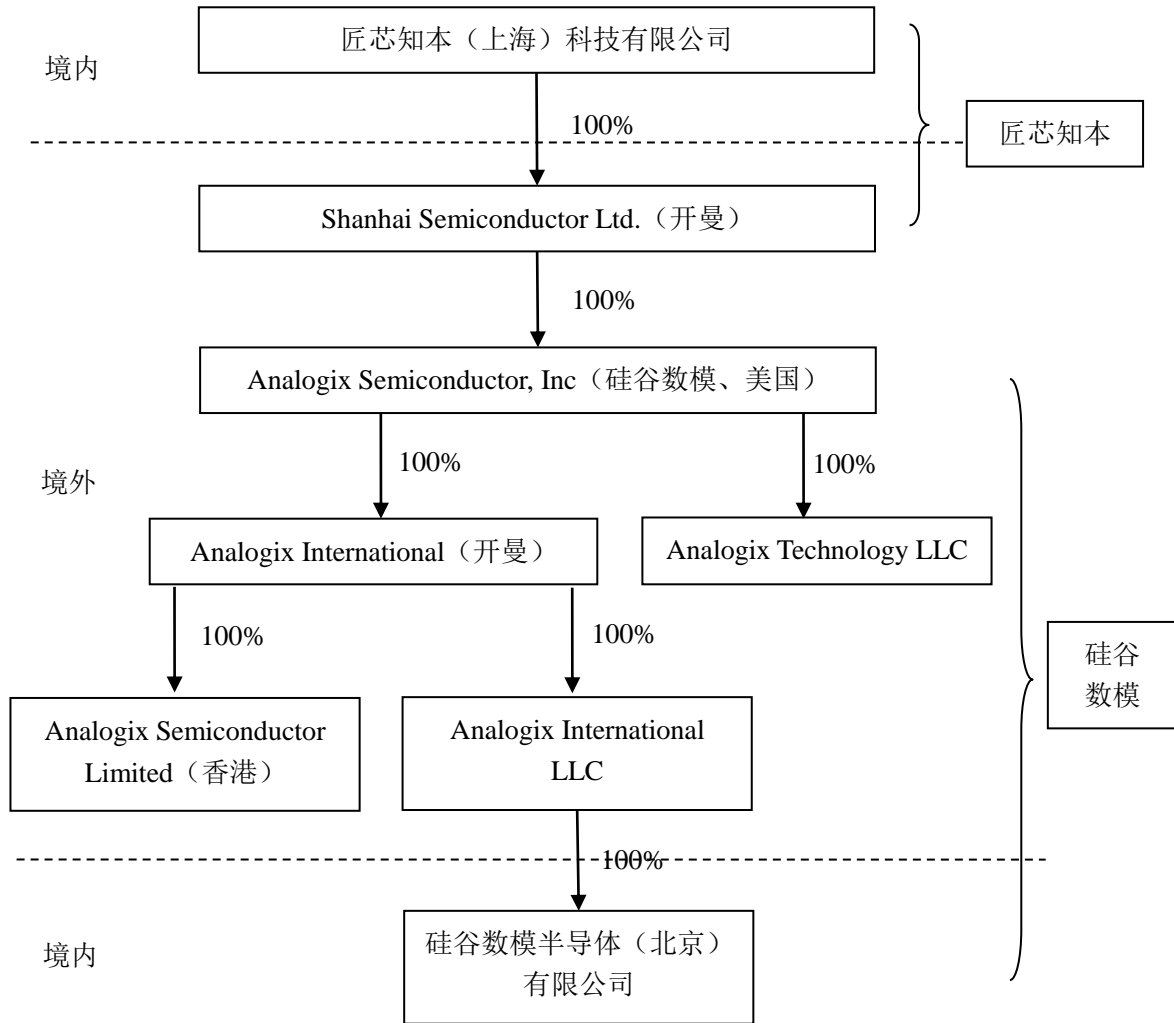 匠芯知本（上海）科技有限公司
境内
100%
匠芯知本
Shanhai Semiconductor Ltd.（开曼）
100%
Analogix Semiconductor, Inc（硅谷数模、美国）
100%
100%
境外
Analogix International（开曼）
Analogix Technology LLC
100%
100%
硅谷
数模
Analogix Semiconductor
Limited（香港）
Analogix International
LLC
100%
硅谷数模半导体（北京）
有限公司
境内